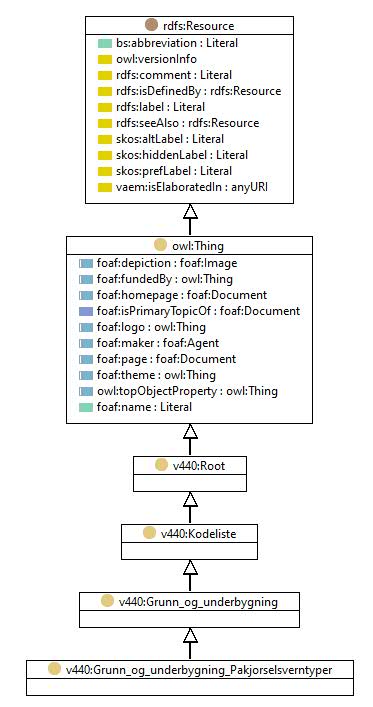 rdfs:Resource
bs:abbreviation : Literal
owl:versionInfo
rdfs:comment : Literal
rdfs:isDefinedBy : rdfs:Resource
rdfs:label : Literal
rdfs:seeAlso : rdfs:Resource
skos:altLabel : Literal
skos:hiddenLabel : Literal
skos:prefLabel : Literal
vaem:isElaboratedIn : anyURI
owl:Thing
foaf:depiction : foaf:Image
foaf:fundedBy : owl:Thing
foaf:homepage : foaf:Document
foaf:isPrimaryTopicOf : foaf:Document
foaf:logo : owl:Thing
foaf:maker : foaf:Agent
foaf:page : foaf:Document
foaf:theme : owl:Thing
owl:topObjectProperty : owl:Thing
foaf:name : Literal
v440:Root
v440:Kodeliste
v440:Grunn_og_underbygning
v440:Grunn_og_underbygning_Pakjorselsverntyper